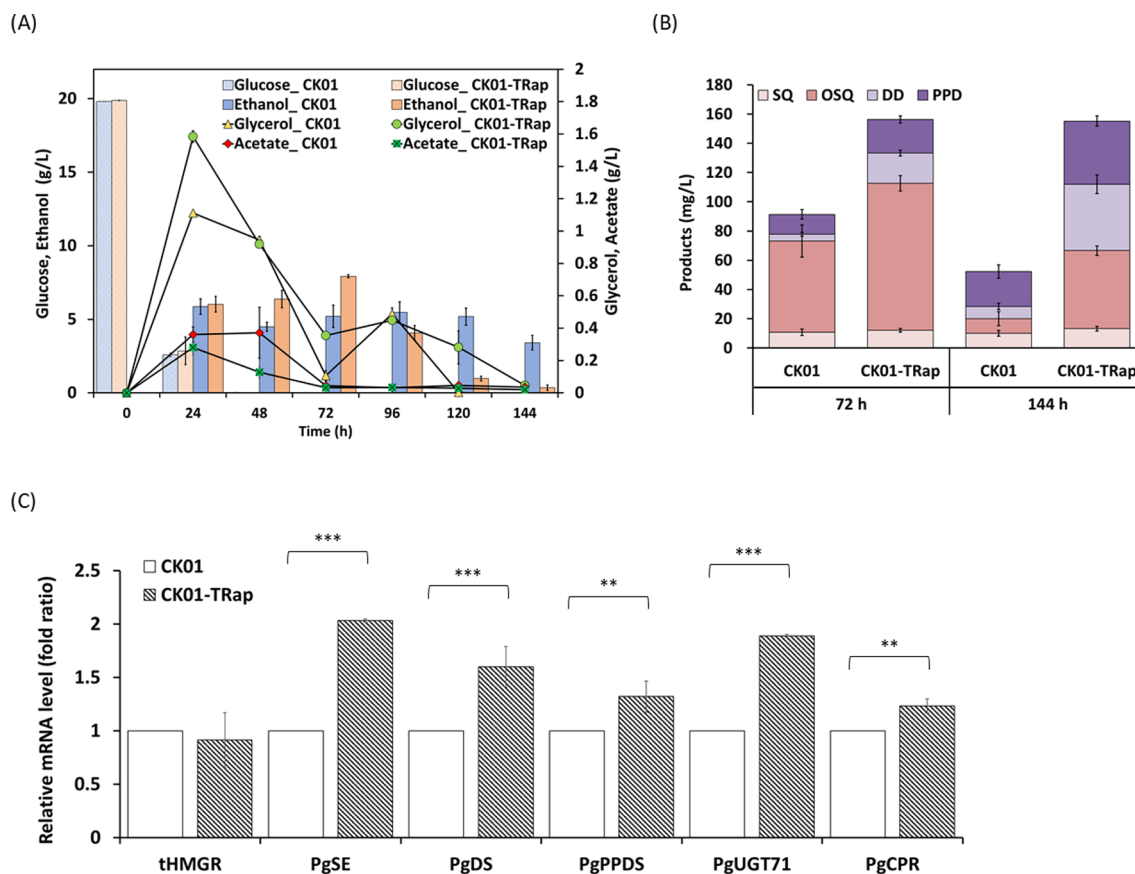 (A)
Glucose_ CK01
Glucose_ CK01-TRap
Ethanol_ CK01
Ethanol_ CK01-TRap
Glycerol_ CK01
Glycerol_ CK01-TRap
Acetate_ CK01
Acetate_ CK01-TRap
Glucose, Ethanol (g/L)
20
15
10
5
0
Glycerol, Acetate (g/L)
2
1.8
1.6
1.4
1.2
1
0.8
0.6
0.4
0.2
0
0 24 48 72 96 120 144
Time (h)
(B)
SQ OSQ DD PPD
Products (mg/L)
180
160
140
120
100
80
60
40
20
0
CK01 CK01-TRap CK01 CK01-TRap
72 h 144 h
(C)
CK01
CK01-TRap
Relative mRNA level (fold ratio)
2.5
2
1.5
1
0.5
0
***
***
**
***
**
tHMGR PgSE PgDS PgPPDS PgUGT71 PgCPR